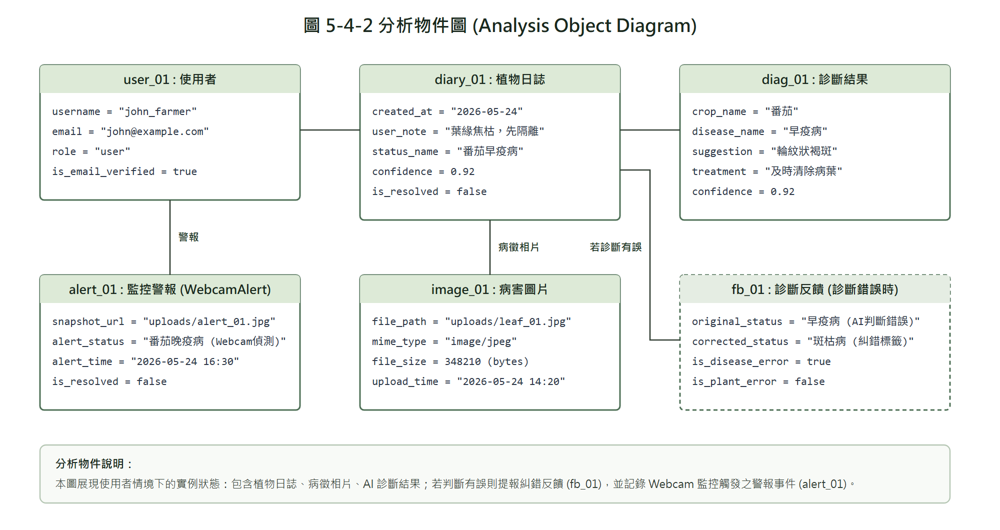 圖 5-4-2 分析物件圖 (Analysis Object Diagram)
user_01 : 使用者
username = "john_farmer"
email = "john@example.com"
role = "user"
is_email_verified = true
diary_01 : 植物日誌
created_at = "2026-05-24"
user_note = "葉緣焦枯，先隔離"
status_name = "番茄早疫病"
confidence = 0.92
is_resolved = false
diag_01 : 診斷結果
crop_name = "番茄"
disease_name = "早疫病"
suggestion = "輪紋狀褐斑"
treatment = "及時清除病葉"
confidence = 0.92
警報
病徵相片
若診斷有誤
alert_01 : 監控警報 (WebcamAlert)
snapshot_url = "uploads/alert_01.jpg"
alert_status = "番茄晚疫病 (Webcam偵測)"
alert_time = "2026-05-24 16:30"
is_resolved = false
image_01 : 病害圖片
file_path = "uploads/leaf_01.jpg"
mime_type = "image/jpeg"
file_size = 348210 (bytes)
upload_time = "2026-05-24 14:20"
fb_01 : 診斷反饋 (診斷錯誤時)
original_status = "早疫病 (AI判斷錯誤)"
corrected_status = "斑枯病 (糾錯標籤)"
is_disease_error = true
is_plant_error = false
分析物件說明：
本圖展現使用者情境下的實例狀態：包含植物日誌、病徵相片、AI 診斷結果；若判斷有誤則提報糾錯反饋 (fb_01)，並記錄 Webcam 監控觸發之警報事件 (alert_01)。